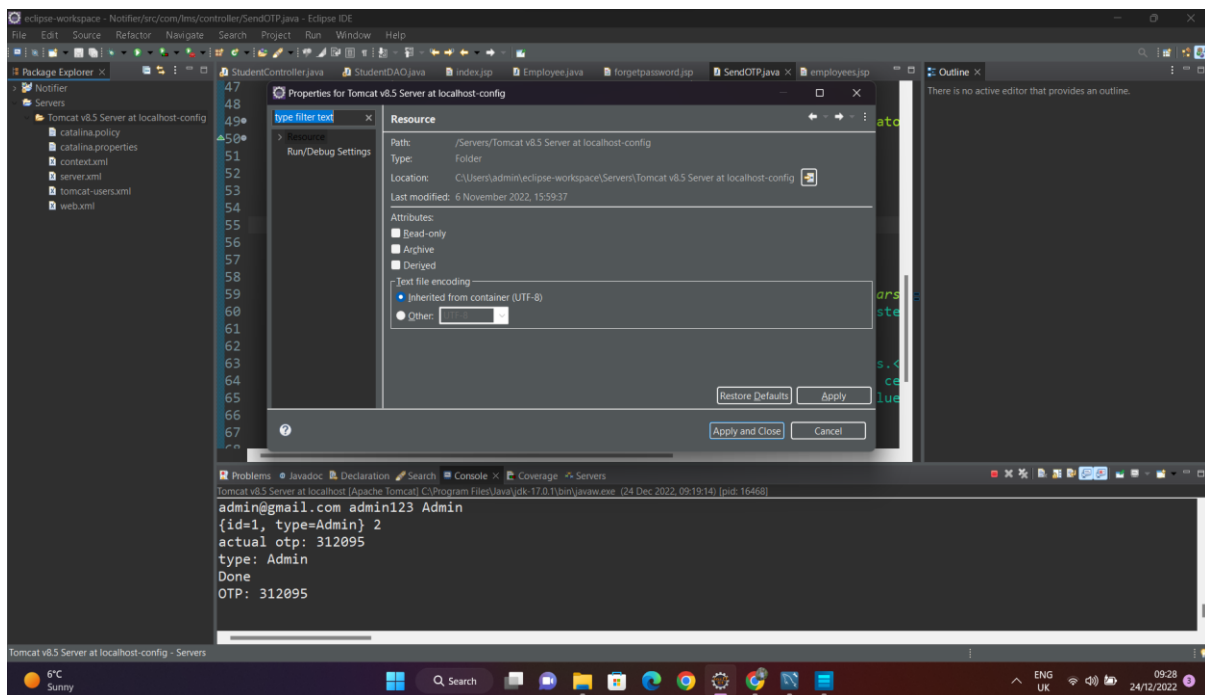 eclipse-workspace - Notifier/src/com/lms/controller/SendOTP.java - Eclipse IDE
File Edit Source Refactor Navigate Search Project Run Window Help
Package Explorer
StudentController.java StudentDAO.java index.jsp Employee.java forgetpassword.jsp SendOTP.java employees.jsp
Outline
There is no active editor that provides an outline.
Notifier
Servers
Tomcat v8.5 Server at localhost-config
catalina.policy
catalina.properties
context.xml
server.xml
tomcat-users.xml
web.xml
47
48
49
50
51
52
53
54
55
56
57
58
59
60
61
62
63
64
65
66
67
ato
ars
ste
s.<
ce
lue
Properties for Tomcat v8.5 Server at localhost-config
type filter text
Resource
Run/Debug Settings
Resource
Path: /Servers/Tomcat v8.5 Server at localhost-config
Type: Folder
Location: C:\Users\admin\eclipse-workspace\Servers\Tomcat v8.5 Server at localhost-config
Last modified: 6 November 2022, 15:59:37
Attributes:
Read-only
Archive
Derived
Text file encoding
Inherited from container (UTF-8)
Other: UTF-8
Restore Defaults Apply
Apply and Close Cancel
Problems Javadoc Declaration Search Console Coverage Servers
Tomcat v8.5 Server at localhost [Apache Tomcat] C:\Program Files\Java\jdk-17.0.1\bin\javaw.exe (24 Dec 2022, 09:19:14) [pid: 16468]
admin@gmail.com admin123 Admin
{id=1, type=Admin} 2
actual otp: 312095
type: Admin
Done
OTP: 312095
Tomcat v8.5 Server at localhost-config - Servers
6°C
Sunny
Search
ENG
UK
09:28
24/12/2022
3